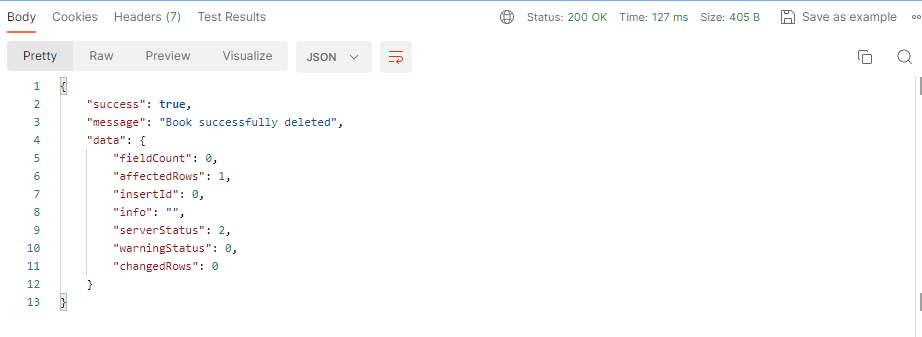 Body Cookies Headers (7) Test Results Status: 200 OK Time: 127 ms Size: 405 B Save as example
Pretty Raw Preview Visualize JSON
1 {
2 "success": true,
3 "message": "Book successfully deleted",
4 "data": {
5 "fieldCount": 0,
6 "affectedRows": 1,
7 "insertId": 0,
8 "info": "",
9 "serverStatus": 2,
10 "warningStatus": 0,
11 "changedRows": 0
12 }
13 }